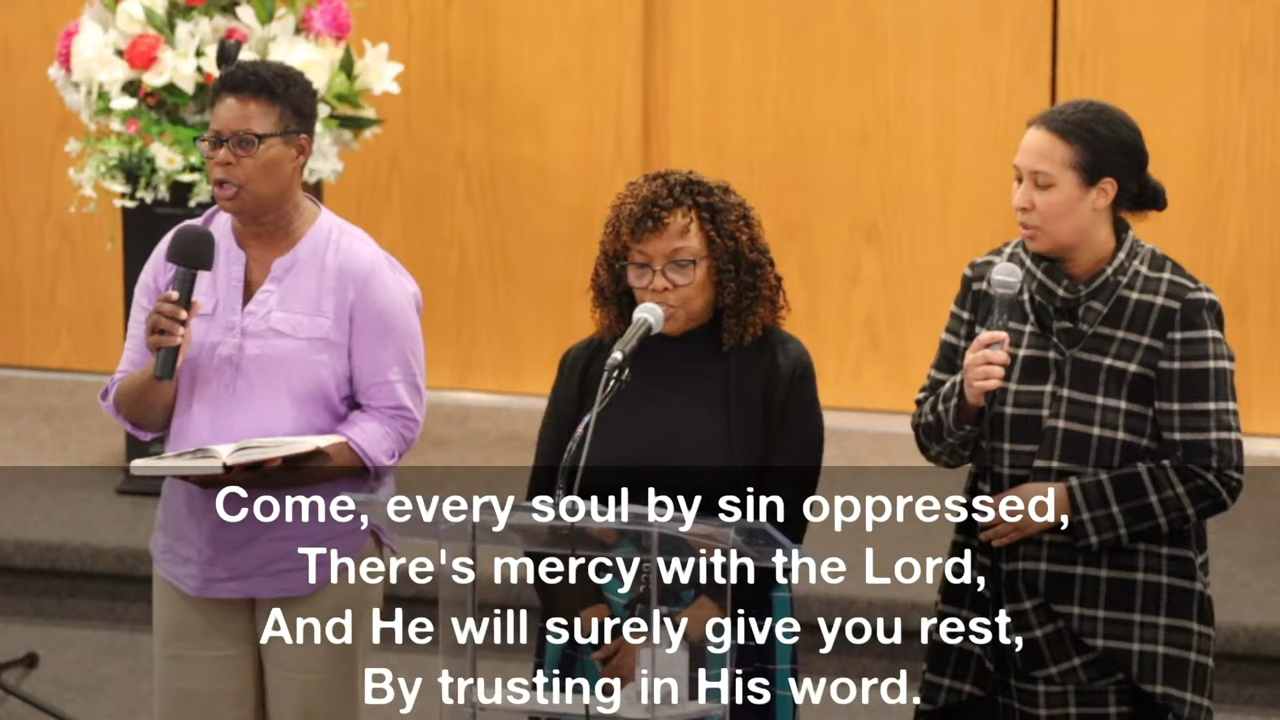 Come, every soul by sin oppressed,
There's mercy with the Lord,
And He will surely give you rest,
By trusting in His word.